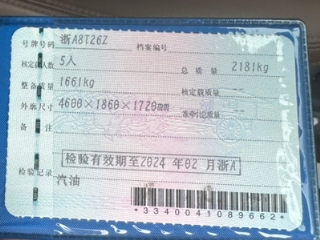 号牌号码 浙A8T26Z 档案编号
核定载人数 5人 总质量 2181kg
整备质量 1661kg 核定载质量 --
外廓尺寸 4600×1860×1720mm 准牵引总质量 --
备注
检验有效期至2024年02月浙A
检验记录
汽油
*3340041089662*